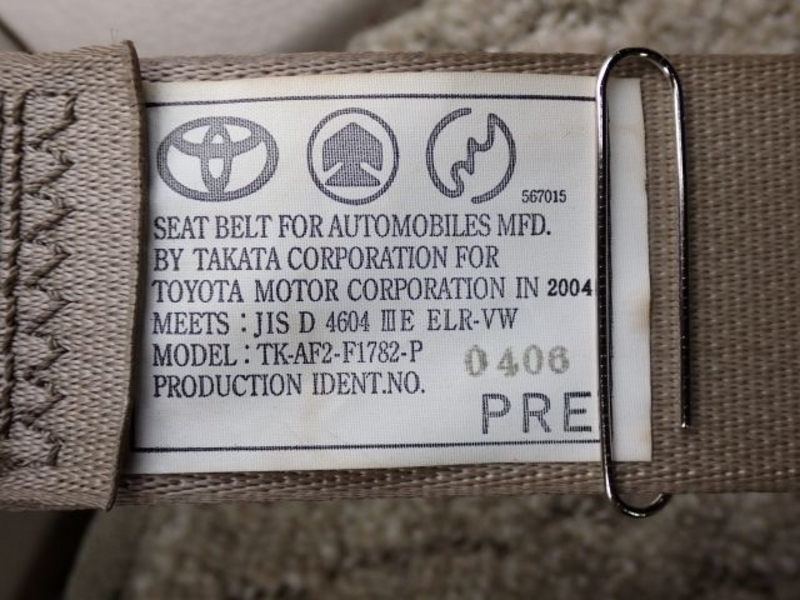 567015
SEAT BELT FOR AUTOMOBILES MFD.
BY TAKATA CORPORATION FOR
TOYOTA MOTOR CORPORATION IN 2004
MEETS : JIS D 4604 ⅢE ELR-VW
MODEL : TK-AF2-F1782-P
0406
PRODUCTION IDENT.NO.
PRE